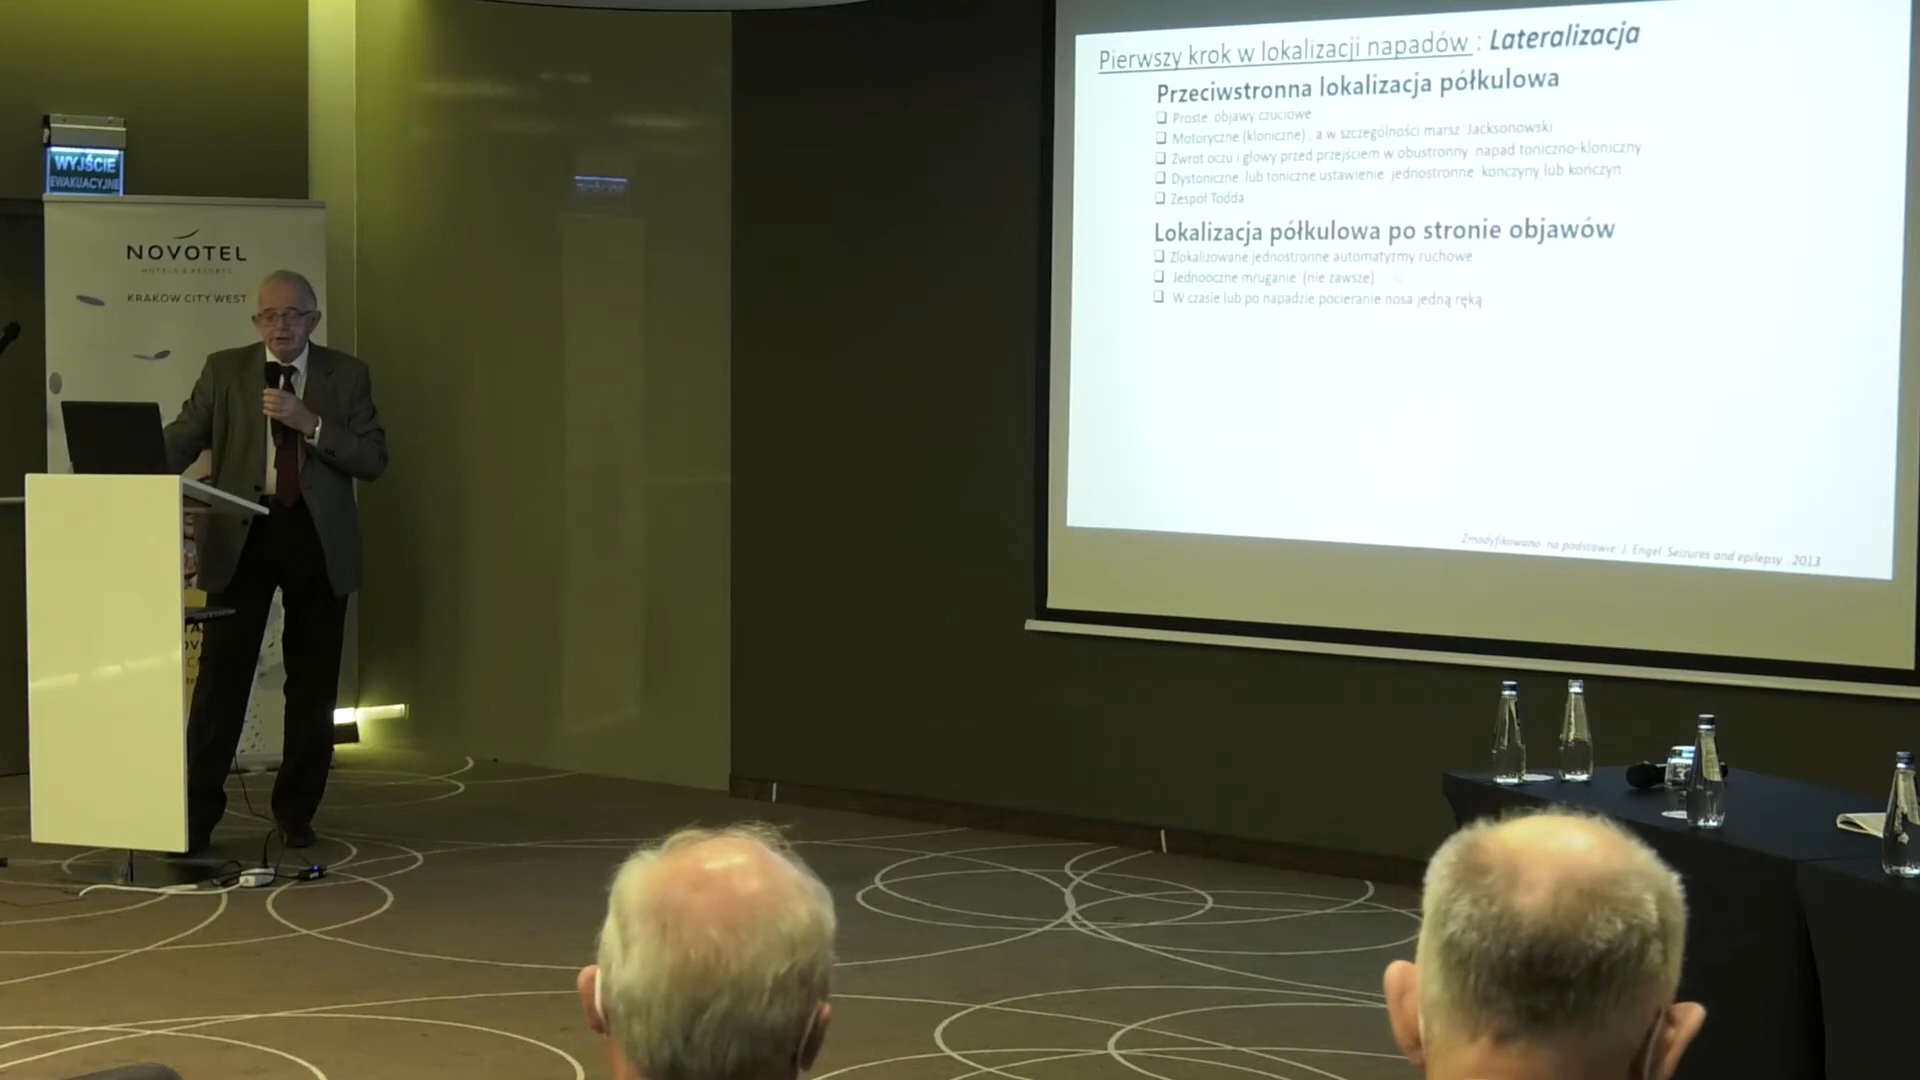 WYJŚCIE
EWAKUACYJNE
NOVOTEL
HOTELS & RESORTS
KRAKÓW CITY WEST
Pierwszy krok w lokalizacji napadów : Lateralizacja
Przeciwstronna lokalizacja półkulowa
❑ Proste objawy czuciowe
❑ Motoryczne (kloniczne) , a w szczególności marsz Jacksonowski
❑ Zwrot oczu i głowy przed przejściem w obustronny napad toniczno-kloniczny
❑ Dystoniczne lub toniczne ustawienie jednostronne kończyny lub kończyn
❑ Zespół Todda
Lokalizacja półkulowa po stronie objawów
❑ Zlokalizowane jednostronne automatyzmy ruchowe
❑ Jednooczne mruganie (nie zawsze)
❑ W czasie lub po napadzie pocieranie nosa jedną ręką
Zmodyfikowano na podstawie: J. Engel Seizures and epilepsy . 2013